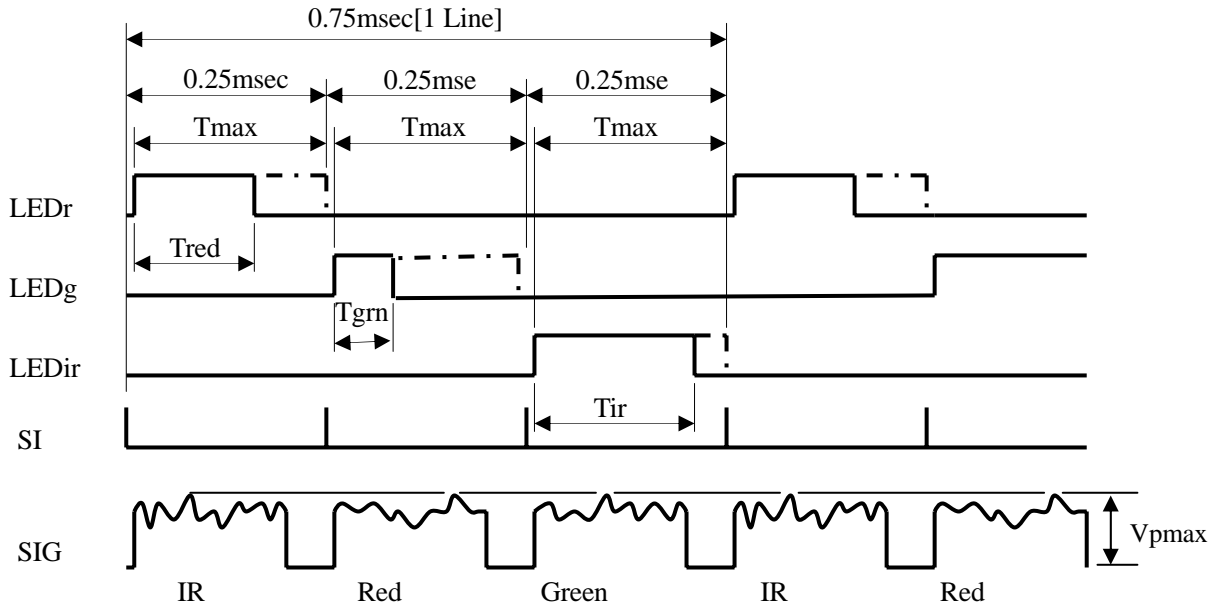 0.75msec[1 Line]
0.25msec 0.25mse 0.25mse
Tmax Tmax Tmax
LEDr
Tred
LEDg
Tgrn
LEDir
Tir
SI
SIG
Vpmax
IR Red Green IR Red